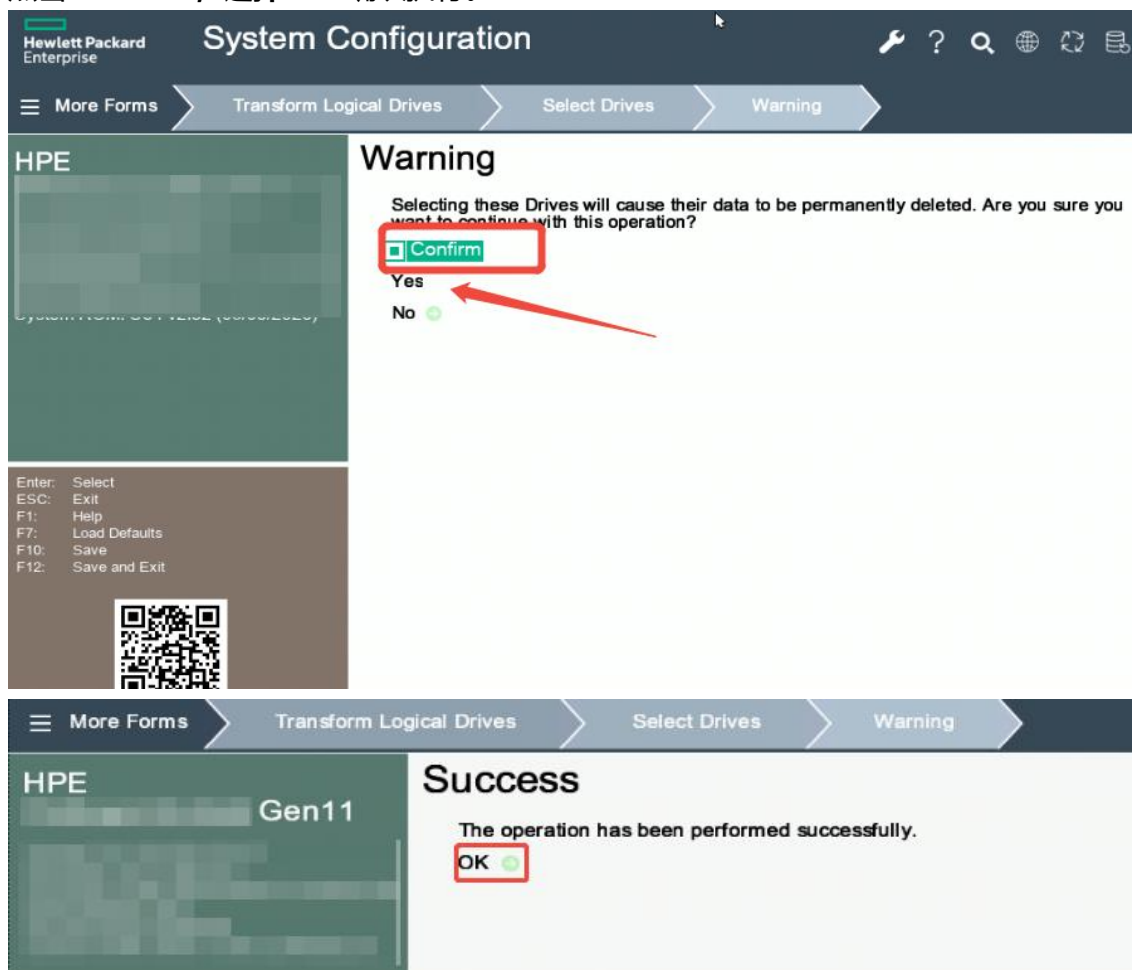 Hewlett Packard
Enterprise
System Configuration
?
More Forms
Transform Logical Drives
Select Drives
Warning
HPE
Warning
Selecting these Drives will cause their data to be permanently deleted. Are you sure you
want to continue with this operation?
Confirm
Yes
No
Enter: Select
ESC: Exit
F1: Help
F7: Load Defaults
F10: Save
F12: Save and Exit
More Forms
Transform Logical Drives
Select Drives
Warning
HPE
Gen11
Success
The operation has been performed successfully.
OK